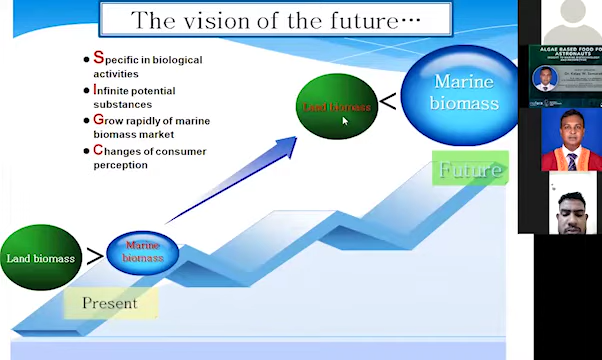 The vision of the future…
Specific in biological
activities
Infinite potential
substances
Grow rapidly of marine
biomass market
Changes of consumer
perception
Land biomass
<
Marine
biomass
Future
Land biomass
>
Marine
biomass
Present
ALGAE BASED FOOD FOR
ASTRONAUTS